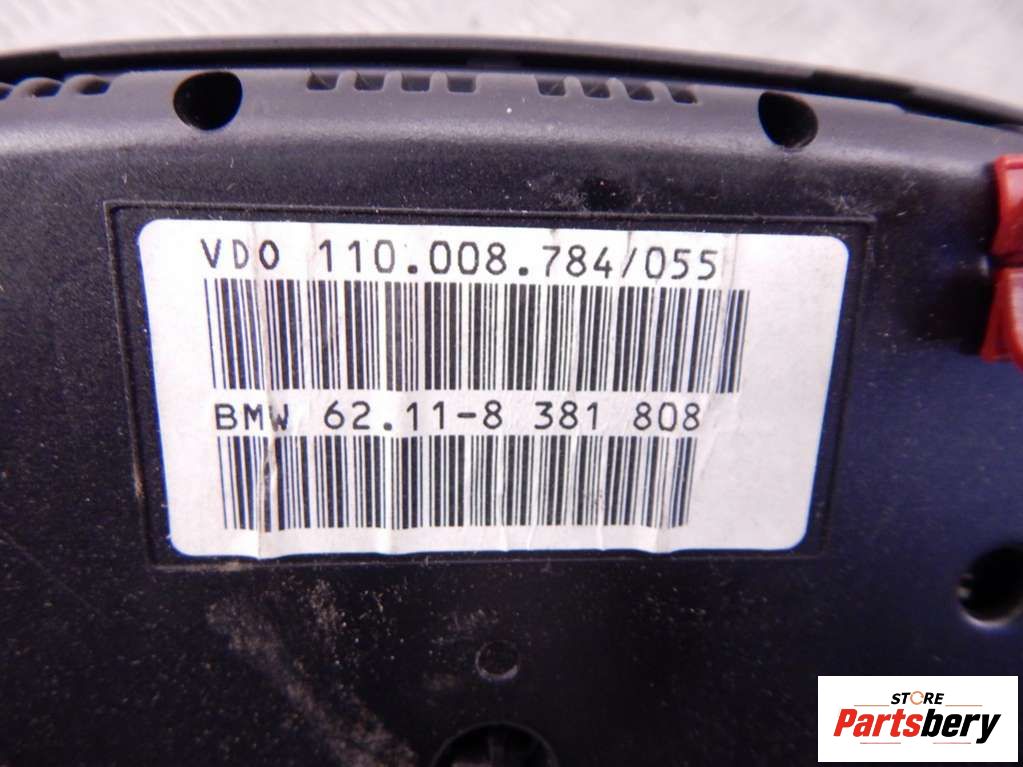 VDO 110.008.784/055
BMW 62.11-8 381 808
STORE
Partsbery